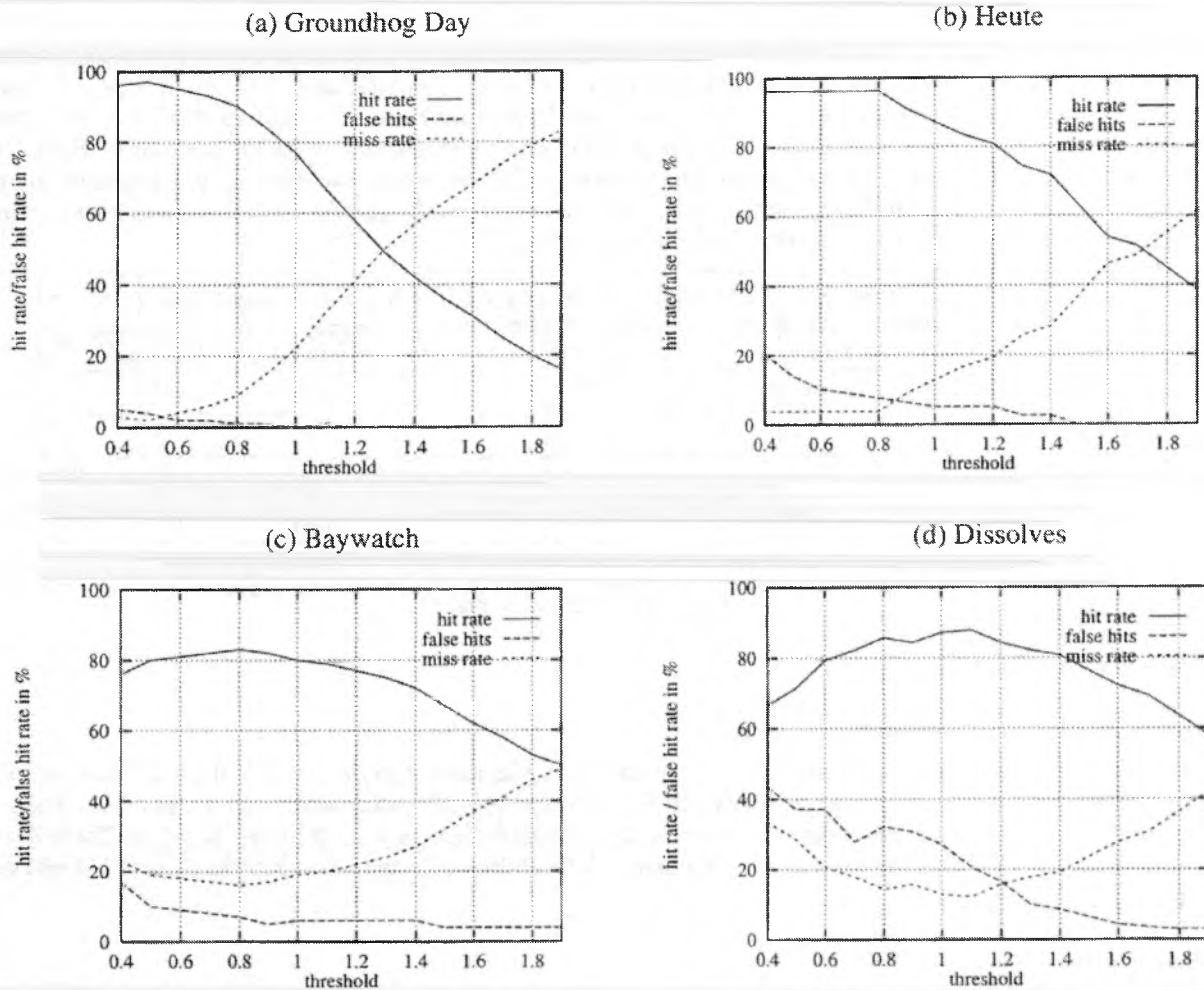 (a) Groundhog Day
100
80
60
40
20
0
hit rate/false hit rate in %
hit rate
false hits
miss rate
0.4 0.6 0.8 1 1.2 1.4 1.6 1.8
threshold
(b) Heute
100
80
60
40
20
0
hit rate/false hit rate in %
hit rate
false hits
miss rate
0.4 0.6 0.8 1 1.2 1.4 1.6 1.8
threshold
(c) Baywatch
100
80
60
40
20
0
hit rate/false hit rate in %
hit rate
false hits
miss rate
0.4 0.6 0.8 1 1.2 1.4 1.6 1.8
threshold
(d) Dissolves
100
80
60
40
20
0
hit rate / false hit rate in %
hit rate
false hits
miss rate
0.4 0.6 0.8 1 1.2 1.4 1.6 1.8
threshold